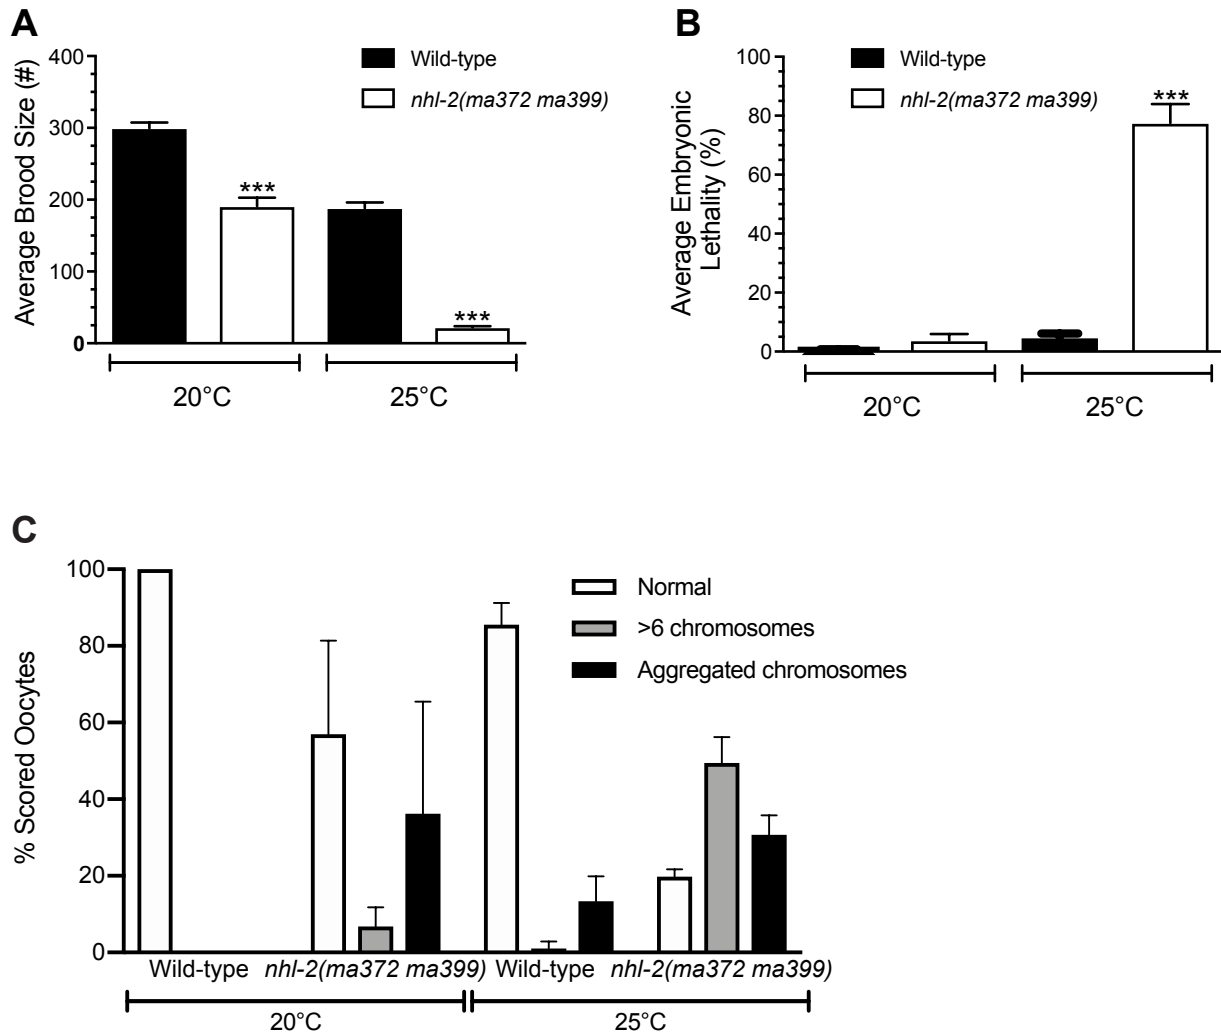 A
Average Brood Size (#)
400
300
200
100
0
Wild-type
nhl-2(ma372 ma399)
***
***
20°C
25°C
B
Average Embryonic
Lethality (%)
100
80
60
40
20
0
Wild-type
nhl-2(ma372 ma399)
***
20°C
25°C
C
% Scored Oocytes
100
80
60
40
20
0
Normal
>6 chromosomes
Aggregated chromosomes
Wild-type
nhl-2(ma372 ma399)
Wild-type
nhl-2(ma372 ma399)
20°C
25°C